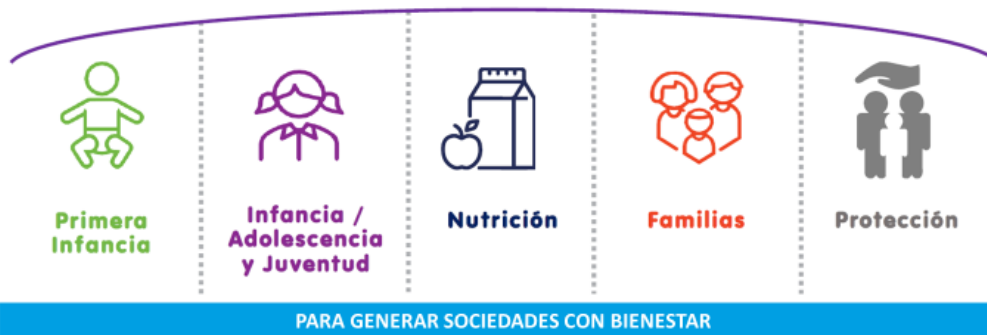 Primera
Infancia
Infancia /
Adolescencia
y Juventud
Nutrición
Familias
Protección
PARA GENERAR SOCIEDADES CON BIENESTAR